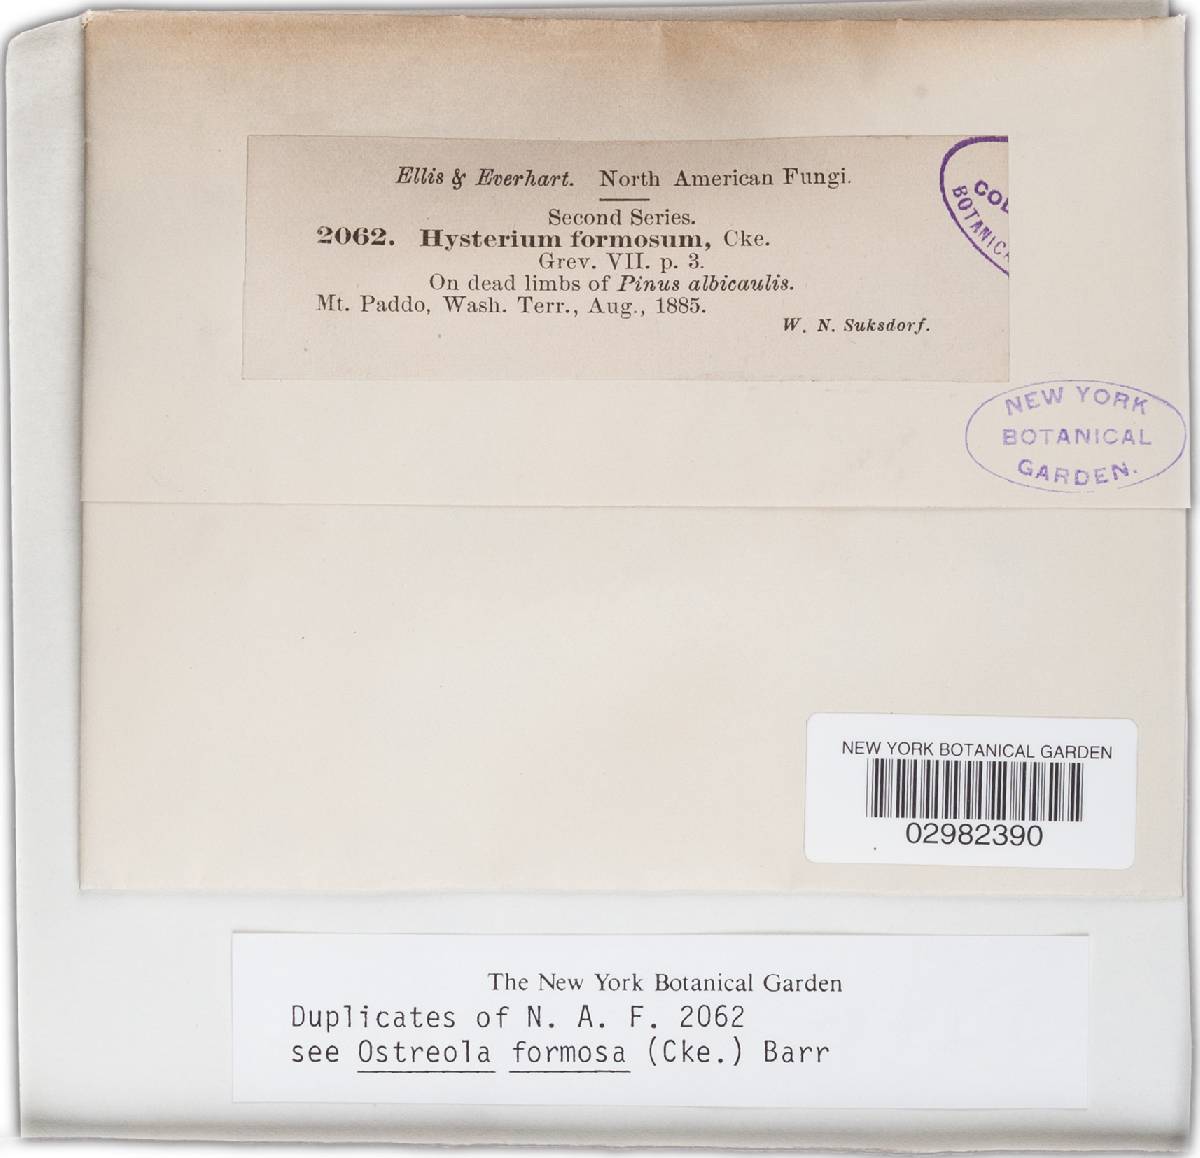 Ellis & Everhart. North American Fungi.
Second Series.
2062. Hysterium formosum, Cke.
Grev. VII. p. 3.
On dead limbs of Pinus albicaulis.
Mt. Paddo, Wash. Terr., Aug., 1885.
W. N. Suksdorf.
NEW YORK
BOTANICAL
GARDEN.
NEW YORK BOTANICAL GARDEN
02982390
The New York Botanical Garden
Duplicates of N. A. F. 2062
see Ostreola formosa (Cke.) Barr